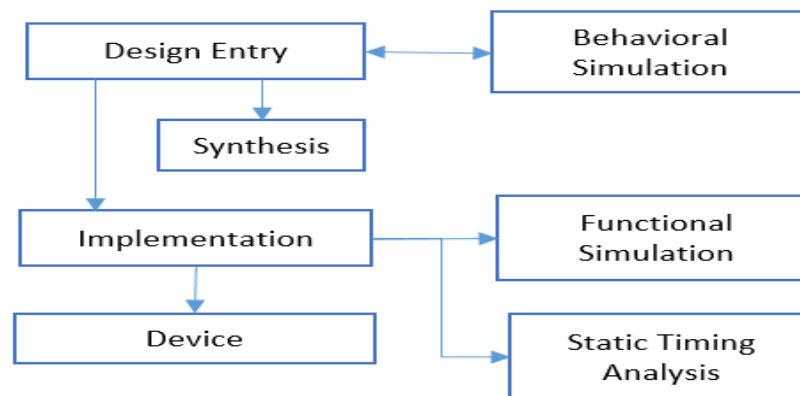 Design Entry
Behavioral
Simulation
Synthesis
Implementation
Functional
Simulation
Device
Static Timing
Analysis